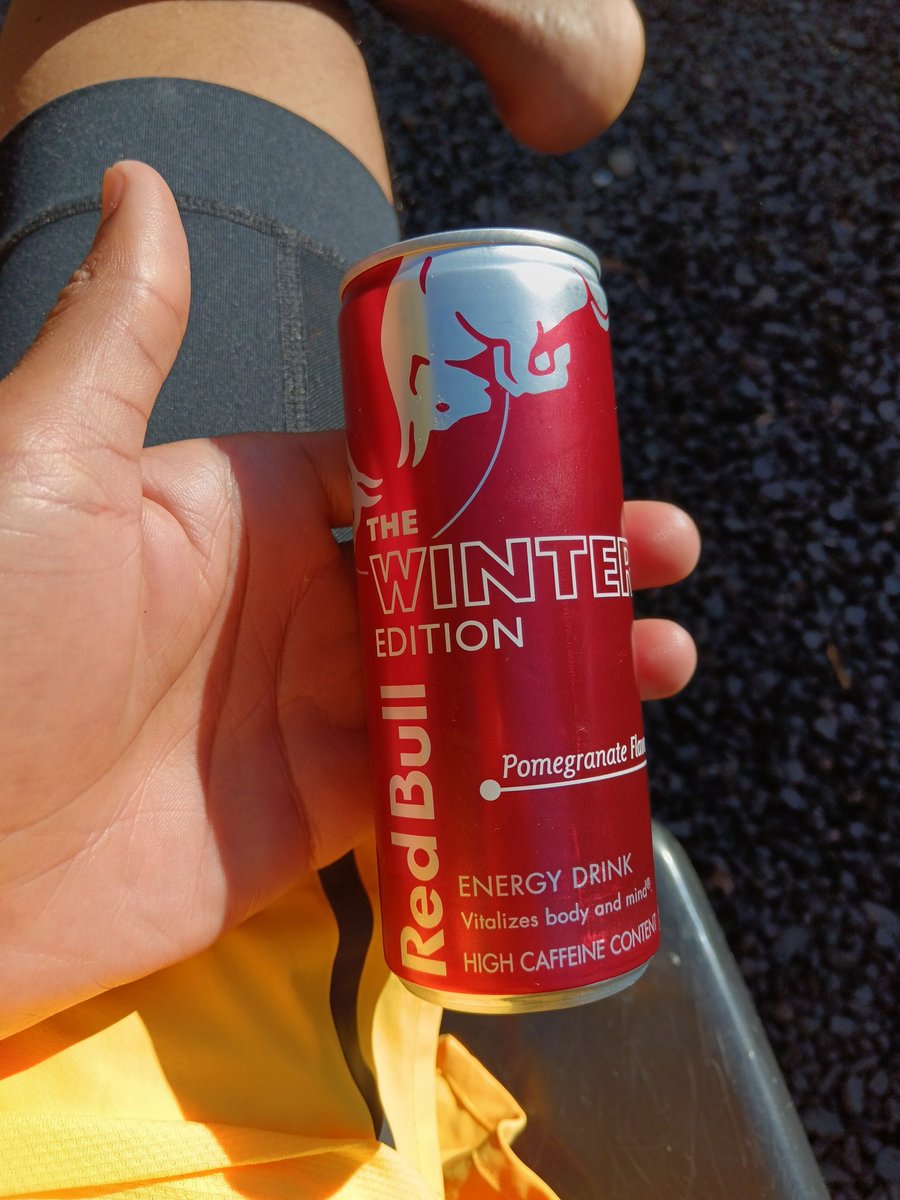 THE
WINTER
EDITION
Red Bull
Pomegranate
ENERGY DRINK
Vitalizes body and mind®
HIGH CAFFEINE CONTENT